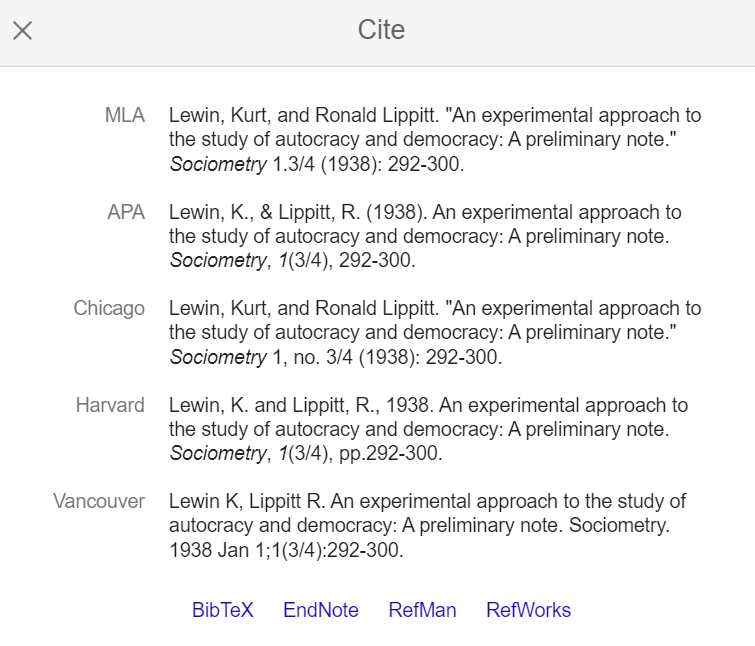 Cite
MLA
Lewin, Kurt, and Ronald Lippitt. "An experimental approach to
the study of autocracy and democracy: A preliminary note."
Sociometry 1.3/4 (1938): 292-300.
APA
Lewin, K., & Lippitt, R. (1938). An experimental approach to
the study of autocracy and democracy: A preliminary note.
Sociometry, 1(3/4), 292-300.
Chicago
Lewin, Kurt, and Ronald Lippitt. "An experimental approach to
the study of autocracy and democracy: A preliminary note."
Sociometry 1, no. 3/4 (1938): 292-300.
Harvard
Lewin, K. and Lippitt, R., 1938. An experimental approach to
the study of autocracy and democracy: A preliminary note.
Sociometry, 1(3/4), pp.292-300.
Vancouver
Lewin K, Lippitt R. An experimental approach to the study of
autocracy and democracy: A preliminary note. Sociometry.
1938 Jan 1;1(3/4):292-300.
BibTeX EndNote RefMan RefWorks